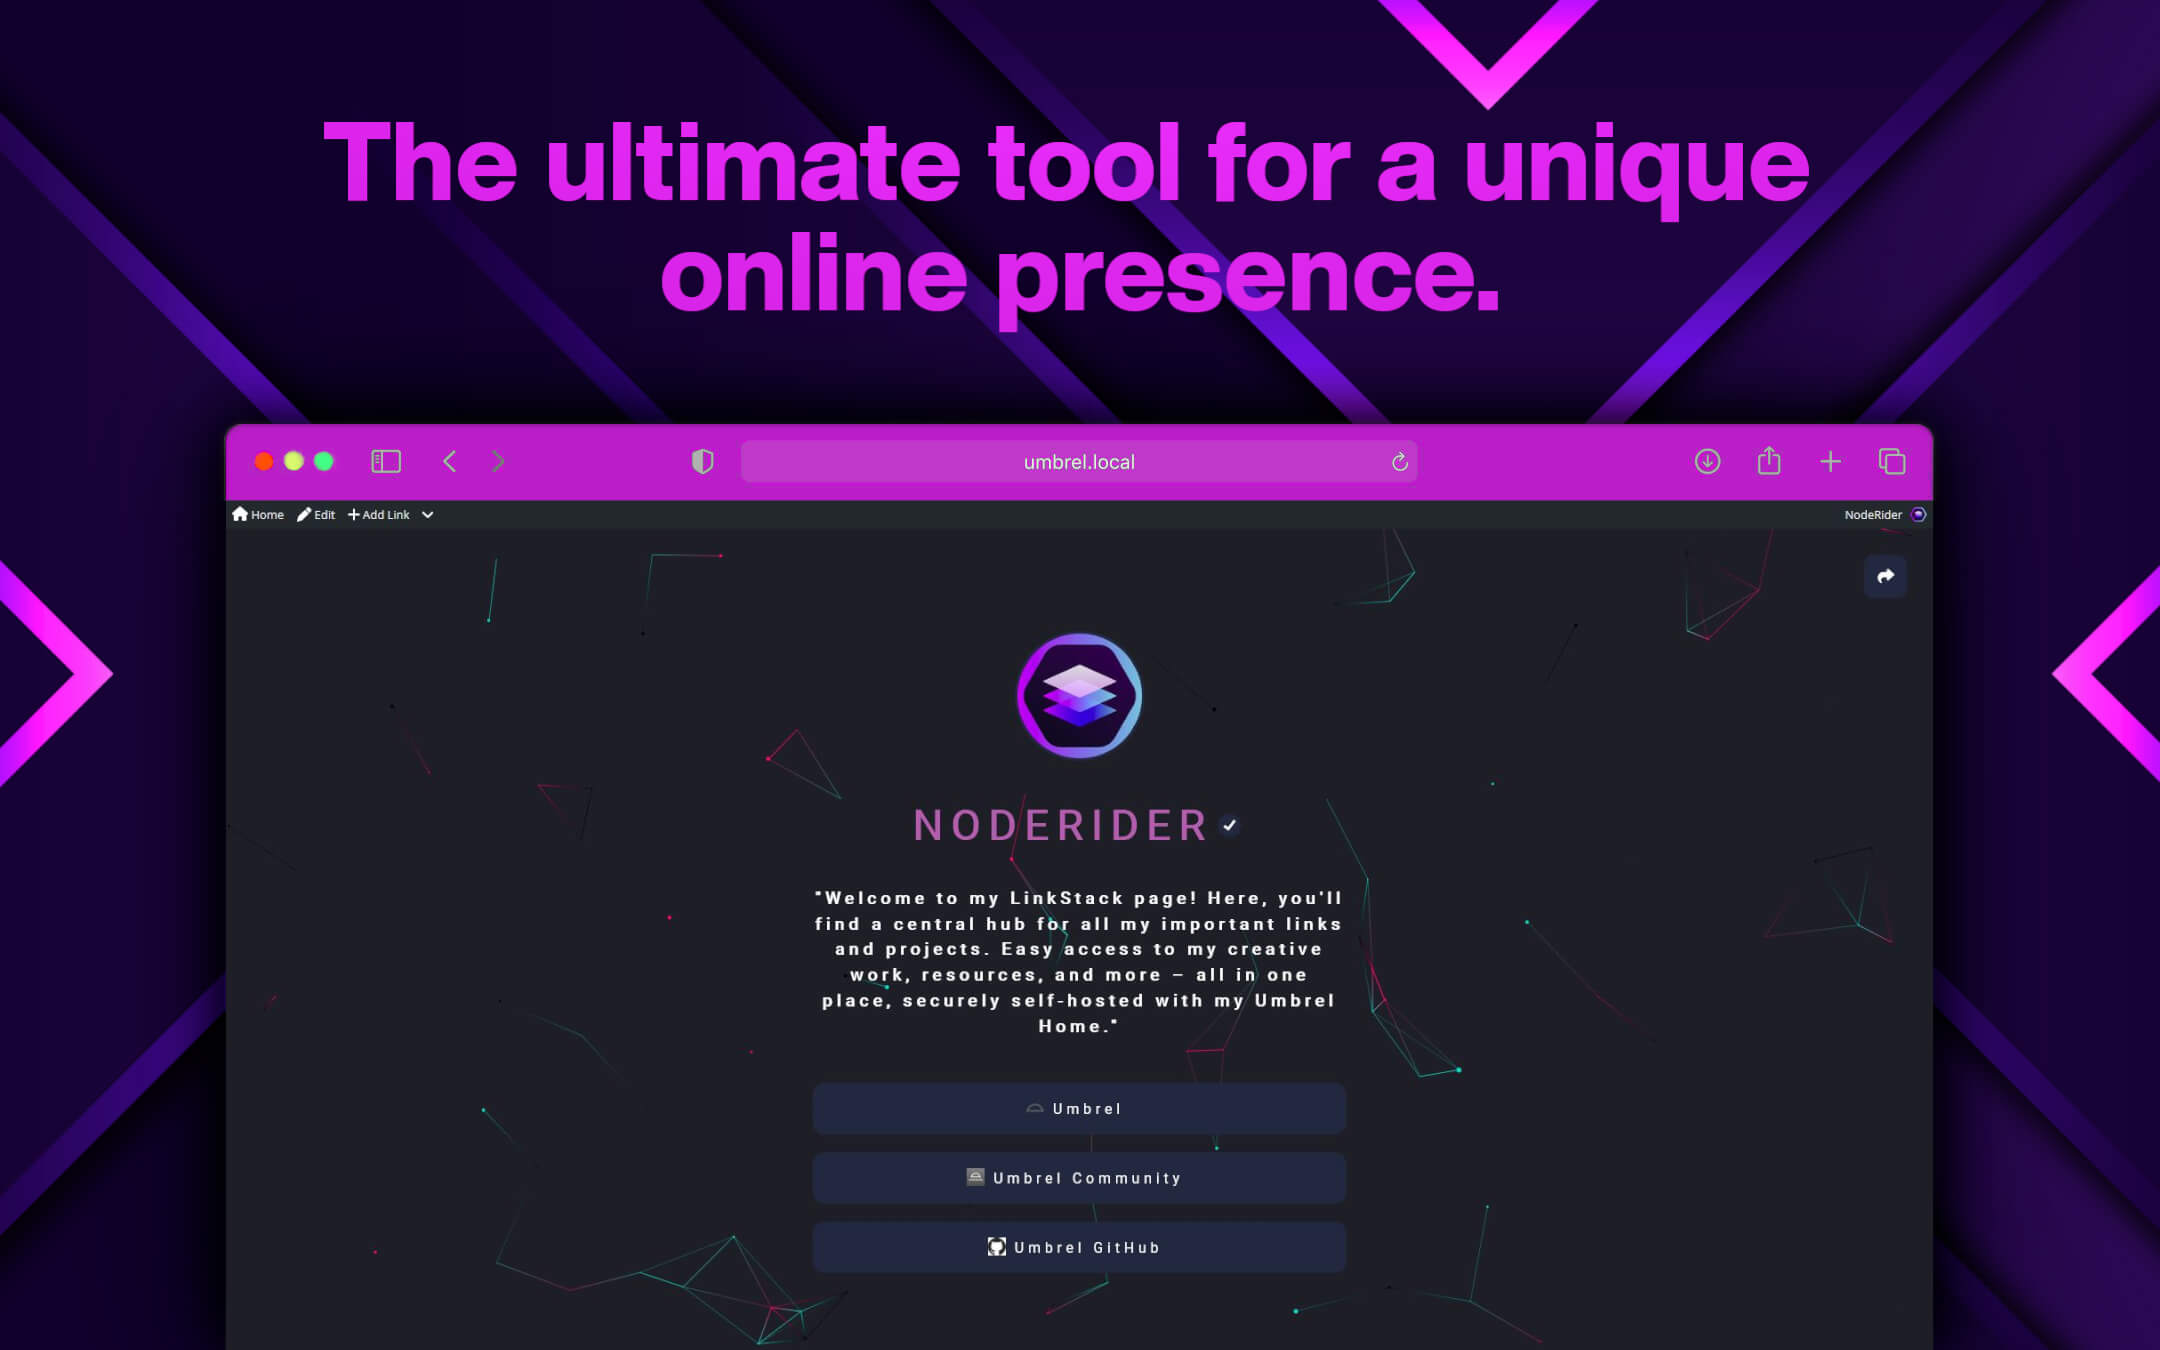 The ultimate tool for a unique
online presence.
umbrel.local
Home Edit Add Link NodeRider
NODERIDER
"Welcome to my LinkStack page! Here, you'll
find a central hub for all my important links
and projects. Easy access to my creative
work, resources, and more – all in one
place, securely self-hosted with my Umbrel
Home."
Umbrel
Umbrel Community
Umbrel GitHub